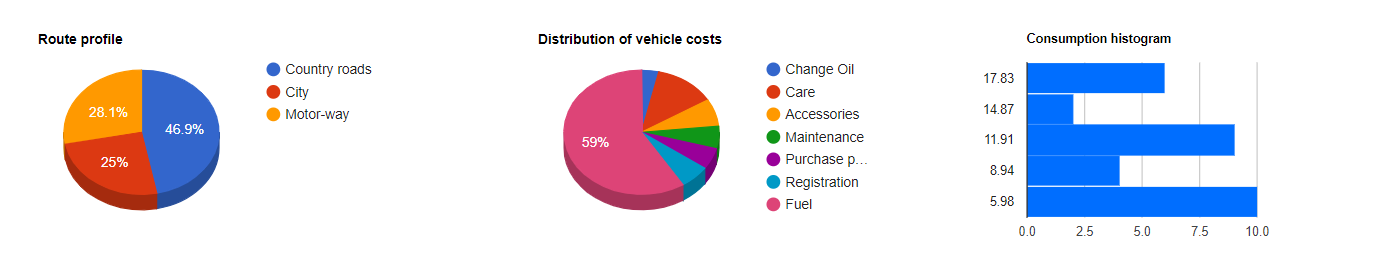 Route profile
46.9%
25%
28.1%
Country roads
City
Motor-way
Distribution of vehicle costs
59%
Change Oil
Care
Accessories
Maintenance
Purchase p...
Registration
Fuel
Consumption histogram
17.83
14.87
11.91
8.94
5.98
0.0 2.5 5.0 7.5 10.0